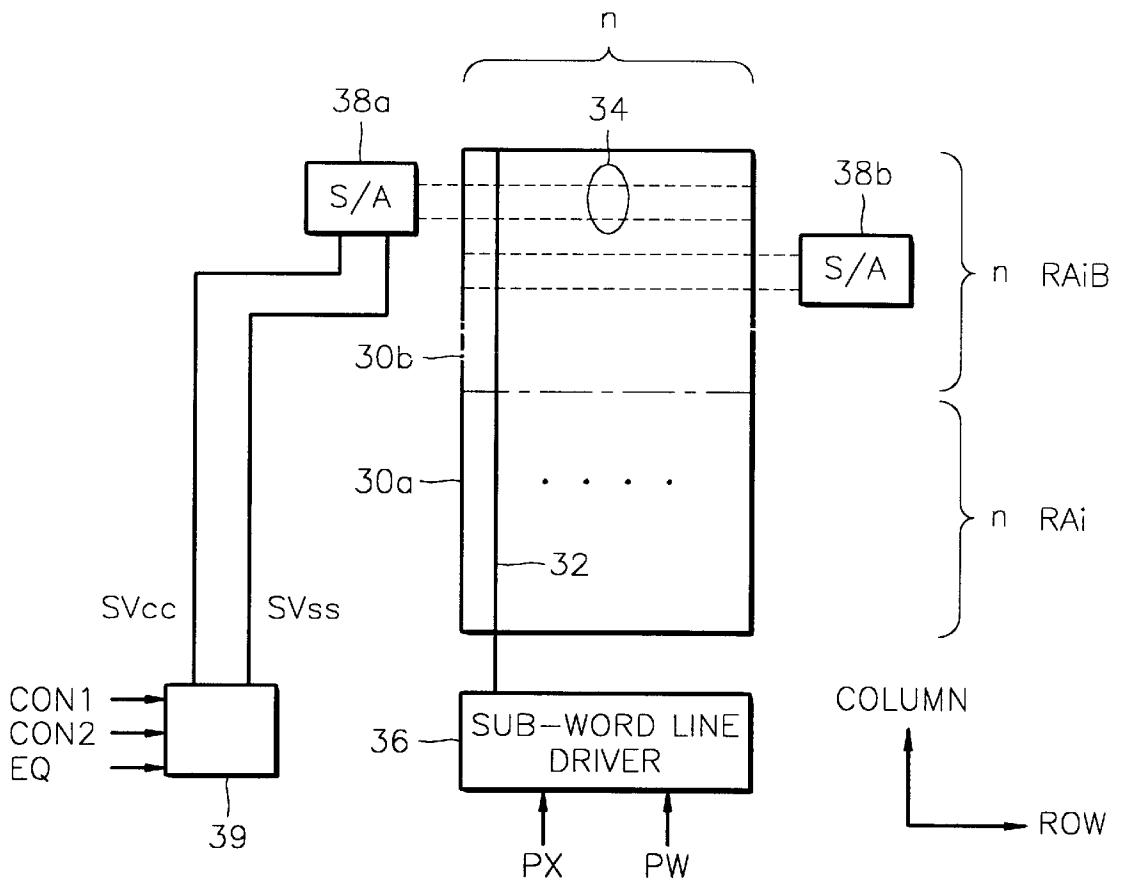 n
38a
34
S/A
38b
S/A
n RAiB
30b
30a
n RAi
32
SVcc
SVss
CON1
CON2
EQ
39
36
SUB-WORD LINE
DRIVER
PX
PW
COLUMN
ROW